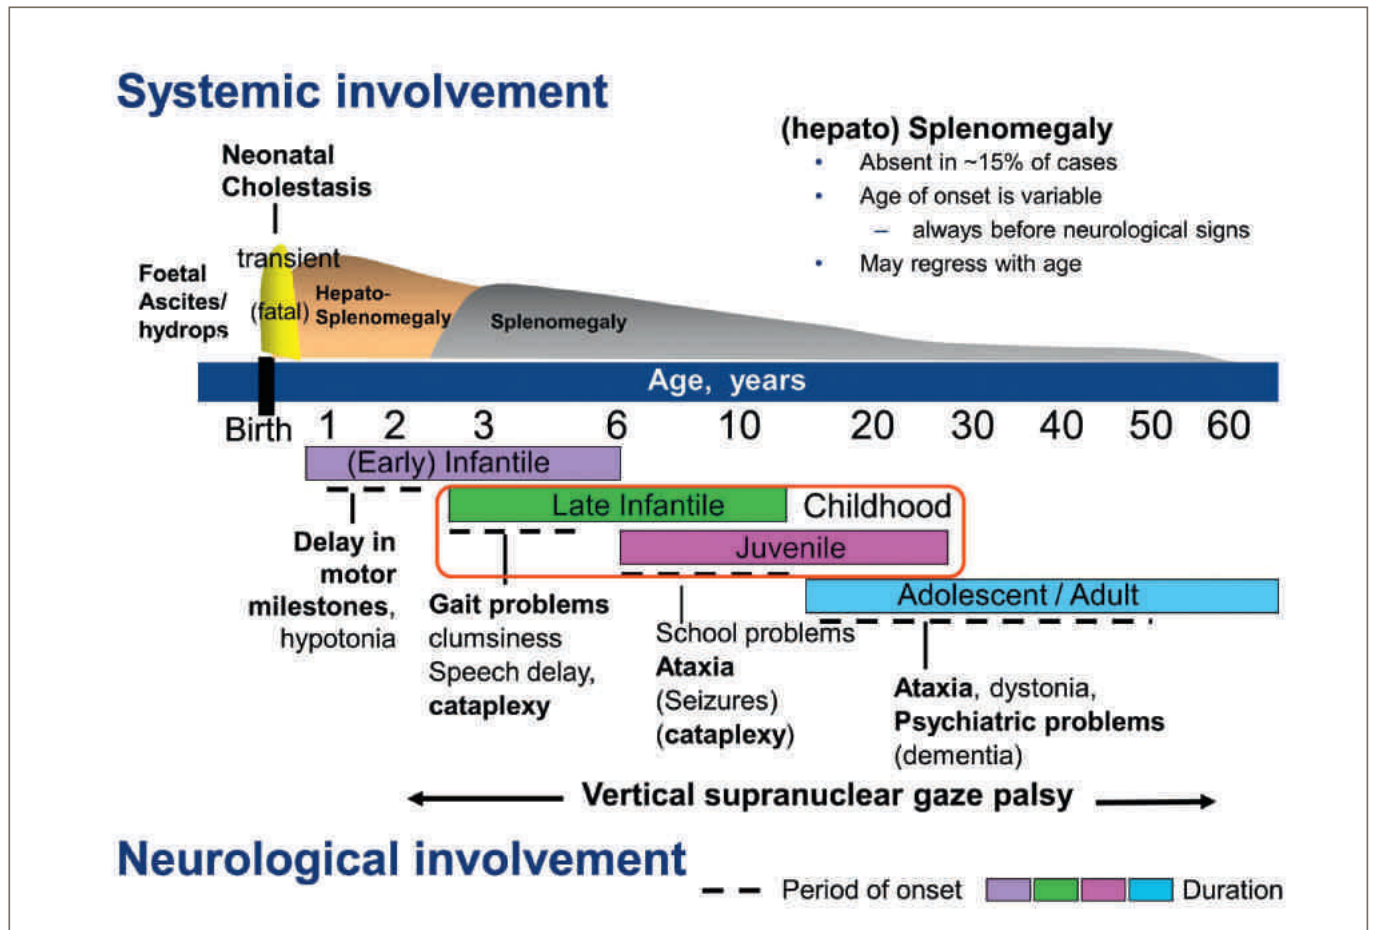 Systemic involvement
(hepato) Splenomegaly
• Absent in ~15% of cases
• Age of onset is variable
– always before neurological signs
• May regress with age
Neonatal
Cholestasis
transient
(fatal)
Foetal
Ascites/
hydrops
Hepato-
Splenomegaly
Splenomegaly
Age, years
Birth 1 2 3 6 10 20 30 40 50 60
(Early) Infantile
Late Infantile
Childhood
Juvenile
Adolescent / Adult
Delay in
motor
milestones,
hypotonia
Gait problems
clumsiness
Speech delay,
cataplexy
School problems
Ataxia
(Seizures)
(cataplexy)
Ataxia, dystonia,
Psychiatric problems
(dementia)
Vertical supranuclear gaze palsy
Neurological involvement
Period of onset
Duration